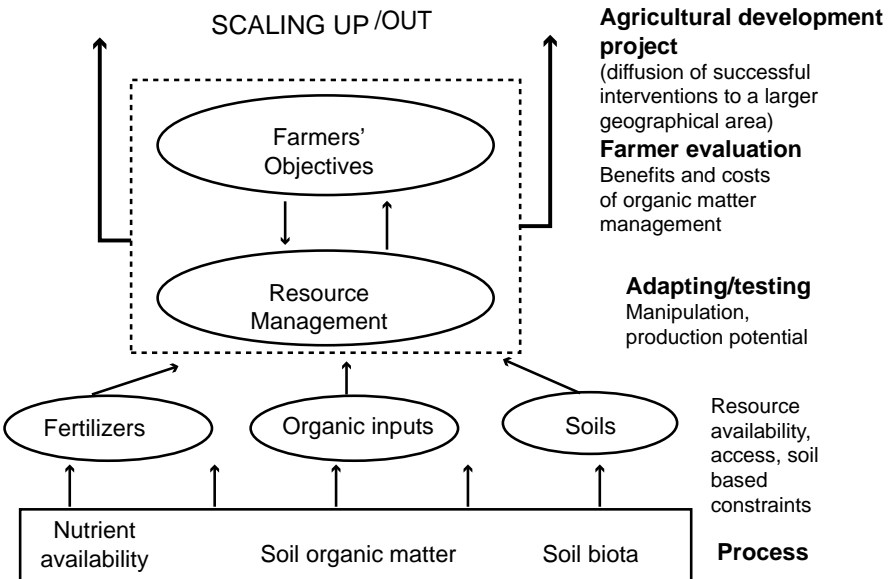 SCALING UP /OUT
Farmers'
Objectives
Resource
Management
Fertilizers
Organic inputs
Soils
Nutrient
availability
Soil organic matter
Soil biota
Agricultural development
project
(diffusion of successful
interventions to a larger
geographical area)
Farmer evaluation
Benefits and costs
of organic matter
management
Adapting/testing
Manipulation,
production potential
Resource
availability,
access, soil
based
constraints
Process